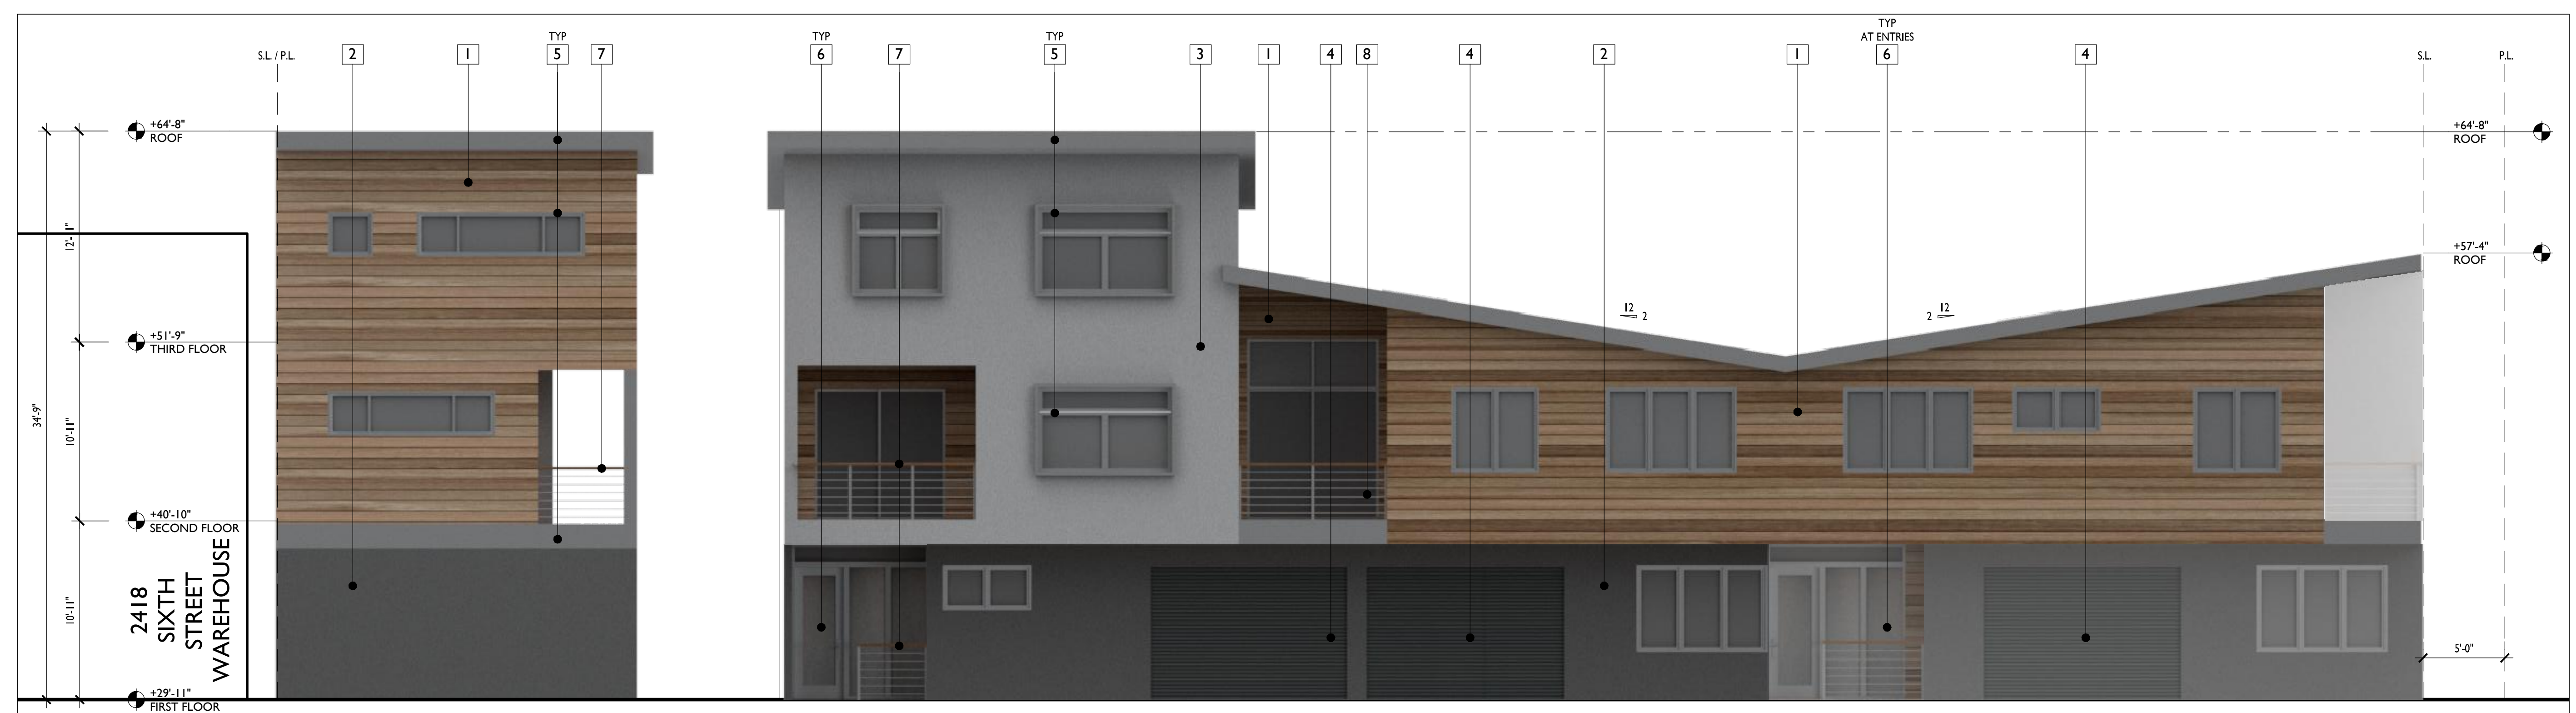 TYP
TYP
TYP
AT ENTRIES
S.L. / P.L.
2
1
5
7
6
7
5
3
1
4
8
4
2
1
6
4
S.L.
P.L.
+64'-8"
ROOF
+64'-8"
ROOF
12'-11"
+57'-4"
ROOF
12
2
12
2
+51'-9"
THIRD FLOOR
34'-9"
10'-11"
+40'-10"
SECOND FLOOR
2418
SIXTH
STREET
WAREHOUSE
10'-11"
5'-0"
+29'-11"
FIRST FLOOR